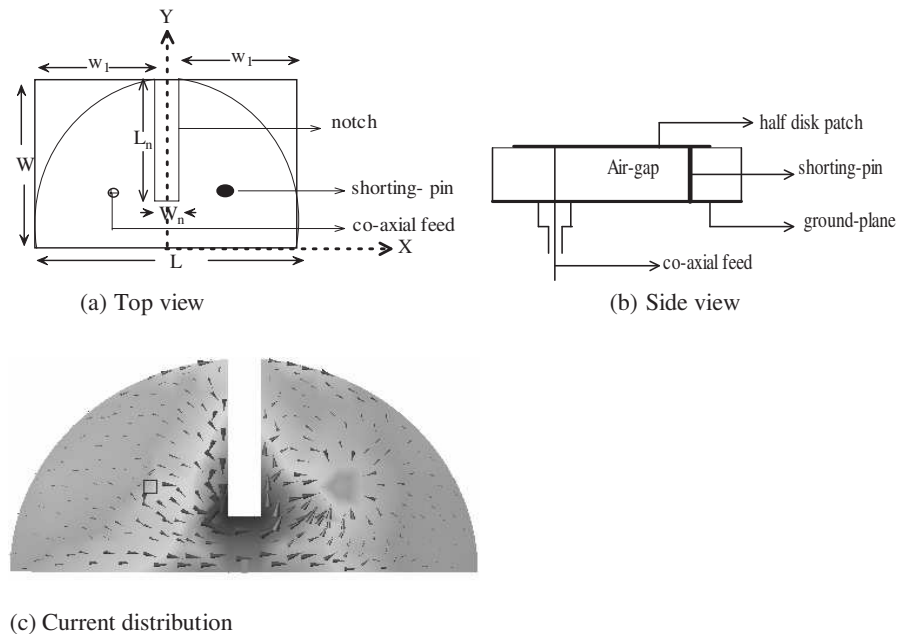 Y
w1
w1
W
Ln
notch
shorting- pin
Wn
co-axial feed
X
L
(a) Top view
half disk patch
Air-gap
shorting-pin
ground-plane
co-axial feed
(b) Side view
(c) Current distribution